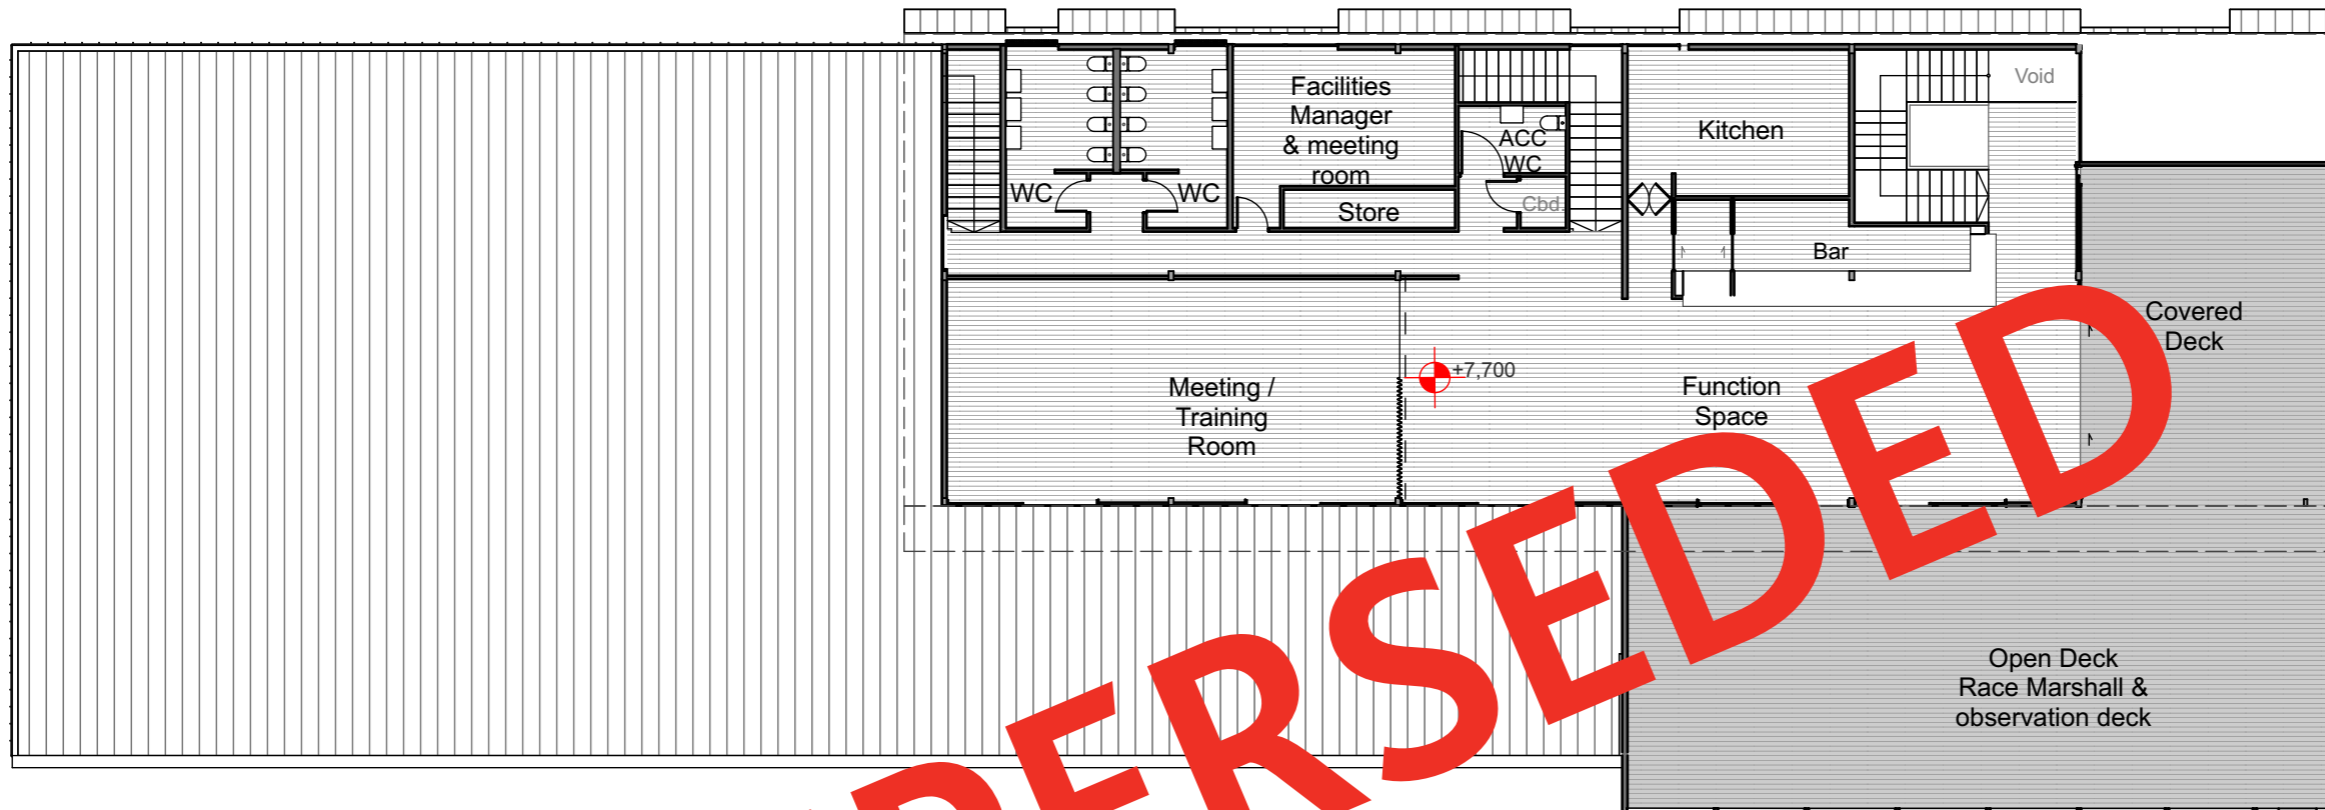 Void
Facilities
Manager
& meeting
room
Kitchen
ACC
WC
WC
WC
Store
Cbd.
Bar
Covered
Deck
+7,700
Meeting /
Training
Room
Function
Space
Open Deck
Race Marshall &
observation deck
PERSEDED